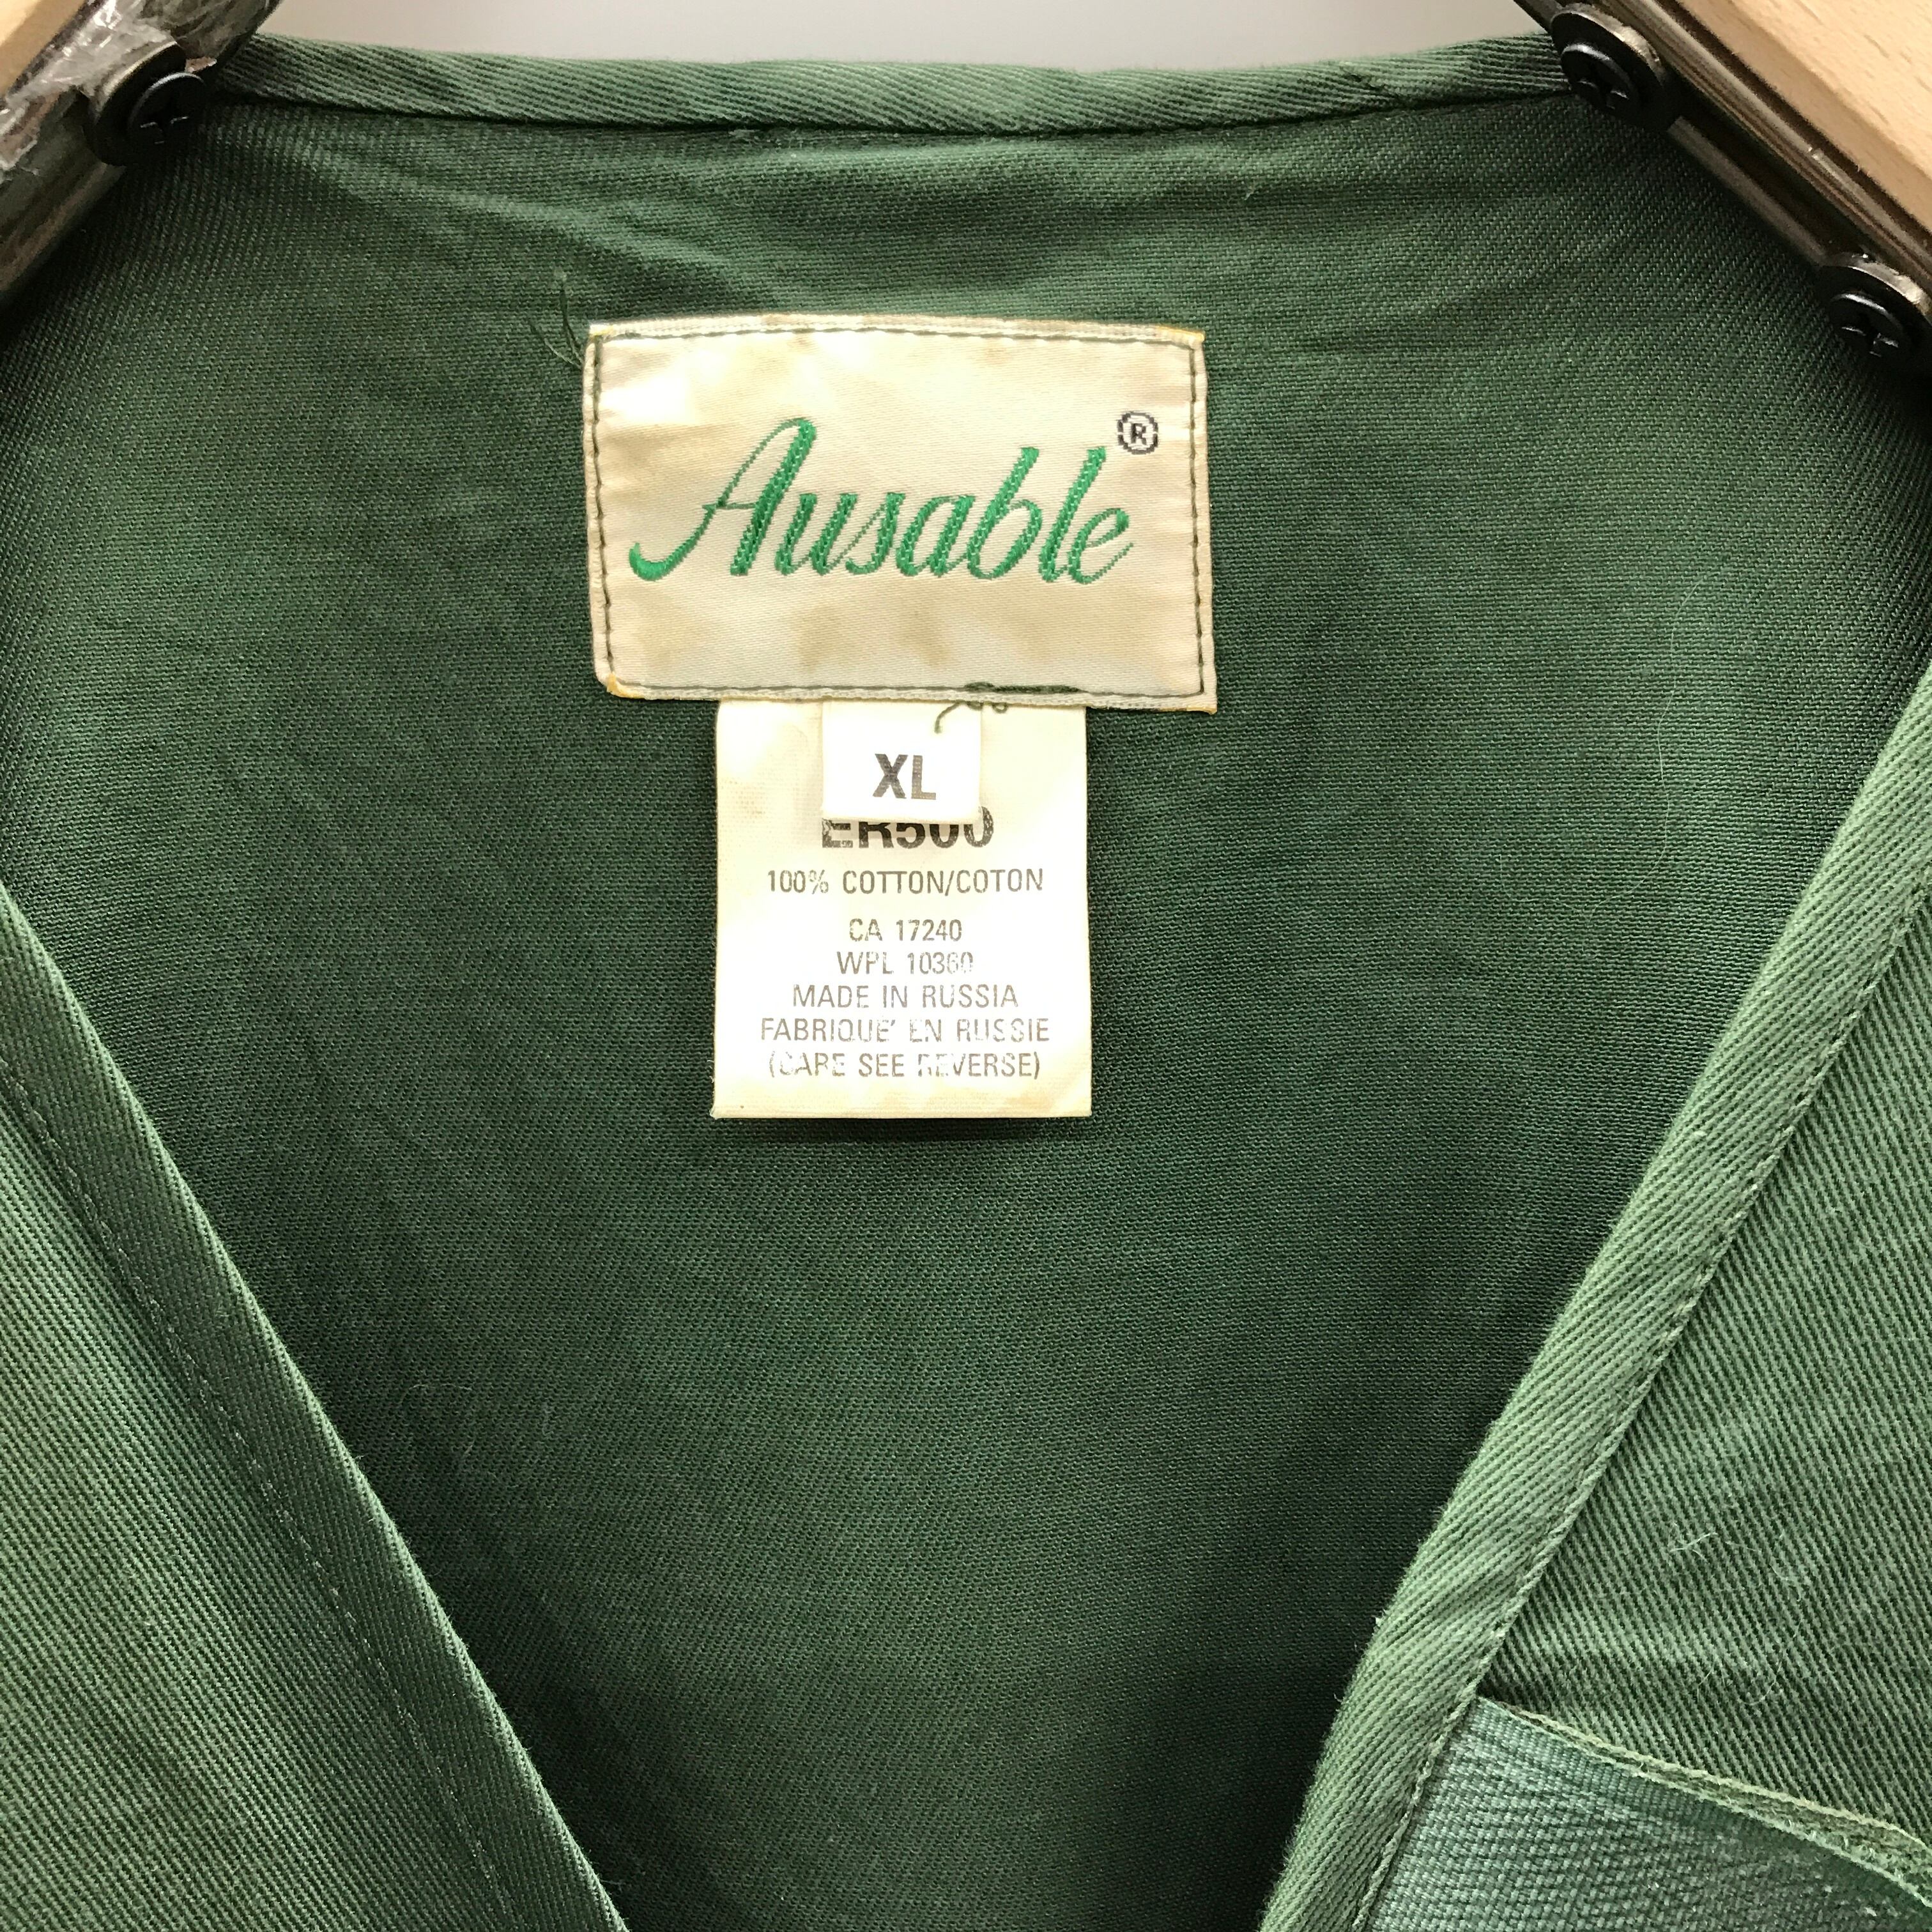 Ausable ®
XL
ER500
100% COTTON/COTON
CA 17240
WPL 10360
MADE IN RUSSIA
FABRIQUE' EN RUSSIE
(CARE SEE REVERSE)